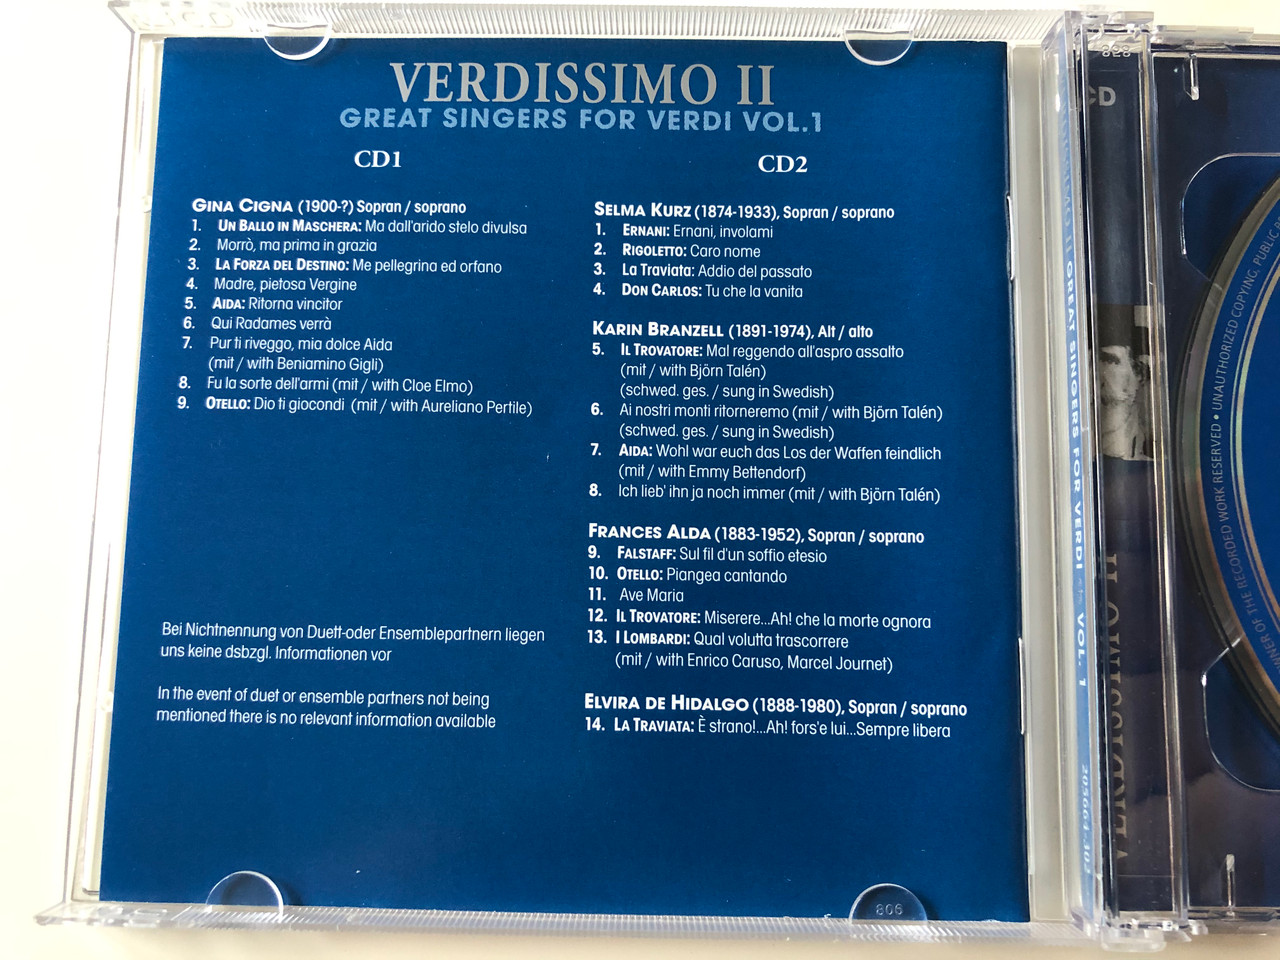 VERDISSIMO II
GREAT SINGERS FOR VERDI VOL.1
CD1
GINA CIGNA (1900-?) Sopran / soprano
1. UN BALLO IN MASCHERA: Ma dall'arido stelo divulsa
2. Morrò, ma prima in grazia
3. LA FORZA DEL DESTINO: Me pellegrina ed orfano
4. Madre, pietosa Vergine
5. AIDA: Ritorna vincitor
6. Qui Radames verrà
7. Pur ti riveggo, mia dolce Aida
(mit / with Beniamino Gigli)
8. Fu la sorte dell'armi (mit / with Cloe Elmo)
9. OTELLO: Dio ti giocondi (mit / with Aureliano Pertile)
Bei Nichtnennung von Duett-oder Ensemblepartnern liegen
uns keine dsbzgl. Informationen vor
In the event of duet or ensemble partners not being
mentioned there is no relevant information available
CD2
SELMA KURZ (1874-1933), Sopran / soprano
1. ERNANI: Ernani, involami
2. RIGOLETTO: Caro nome
3. La Traviata: Addio del passato
4. DON CARLOS: Tu che la vanita
KARIN BRANZELL (1891-1974), Alt / alto
5. IL TROVATORE: Mal reggendo all'aspro assalto
(mit / with Björn Talén)
(schwed. ges. / sung in Swedish)
6. Ai nostri monti ritorneremo (mit / with Björn Talén)
(schwed. ges. / sung in Swedish)
7. AIDA: Wohl war euch das Los der Waffen feindlich
(mit / with Emmy Bettendorf)
8. Ich lieb' ihn ja noch immer (mit / with Björn Talén)
FRANCES ALDA (1883-1952), Sopran / soprano
9. FALSTAFF: Sul fil d'un soffio etesio
10. OTELLO: Piangea cantando
11. Ave Maria
12. IL TROVATORE: Miserere...Ah! che la morte ognora
13. I LOMBARDI: Qual volutta trascorrere
(mit / with Enrico Caruso, Marcel Journet)
ELVIRA DE HIDALGO (1888-1980), Sopran / soprano
14. LA TRAVIATA: È strano!...Ah! fors'e lui...Sempre libera
806
828
CD
II GREAT SINGERS FOR VERDI VOL. 1
205664-303
VERDISSIMO II
OWNER OF THE RECORDED WORK RESERVED • UNAUTHORIZED COPYING, PUBLIC